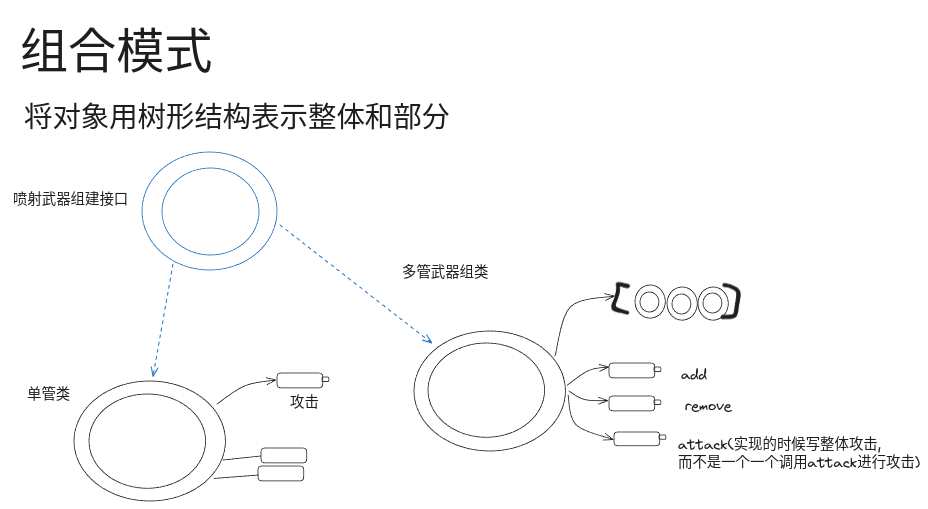 组合模式
将对象用树形结构表示整体和部分
喷射武器组建接口
多管武器组类
单管类
攻击
add
remove
attack(实现的时候写整体攻击,
而不是一个一个调用attack进行攻击)